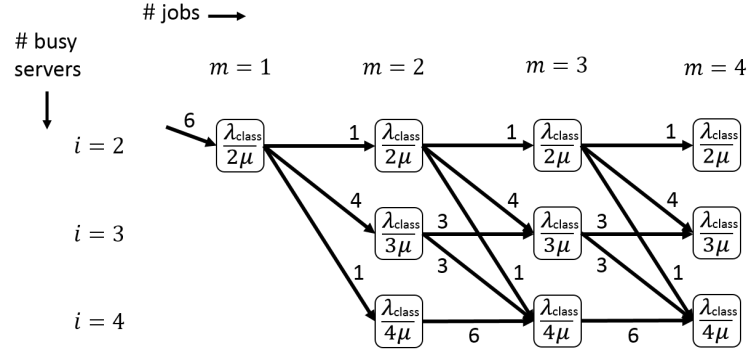 # jobs
# busy
servers
m = 1 m = 2 m = 3 m = 4
6 1 1 1
i = 2 λclass/2μ λclass/2μ λclass/2μ λclass/2μ
4 4 4
i = 3 λclass/3μ 3 λclass/3μ 3 λclass/3μ
3 3
1 1 1
i = 4 λclass/4μ λclass/4μ λclass/4μ
6 6